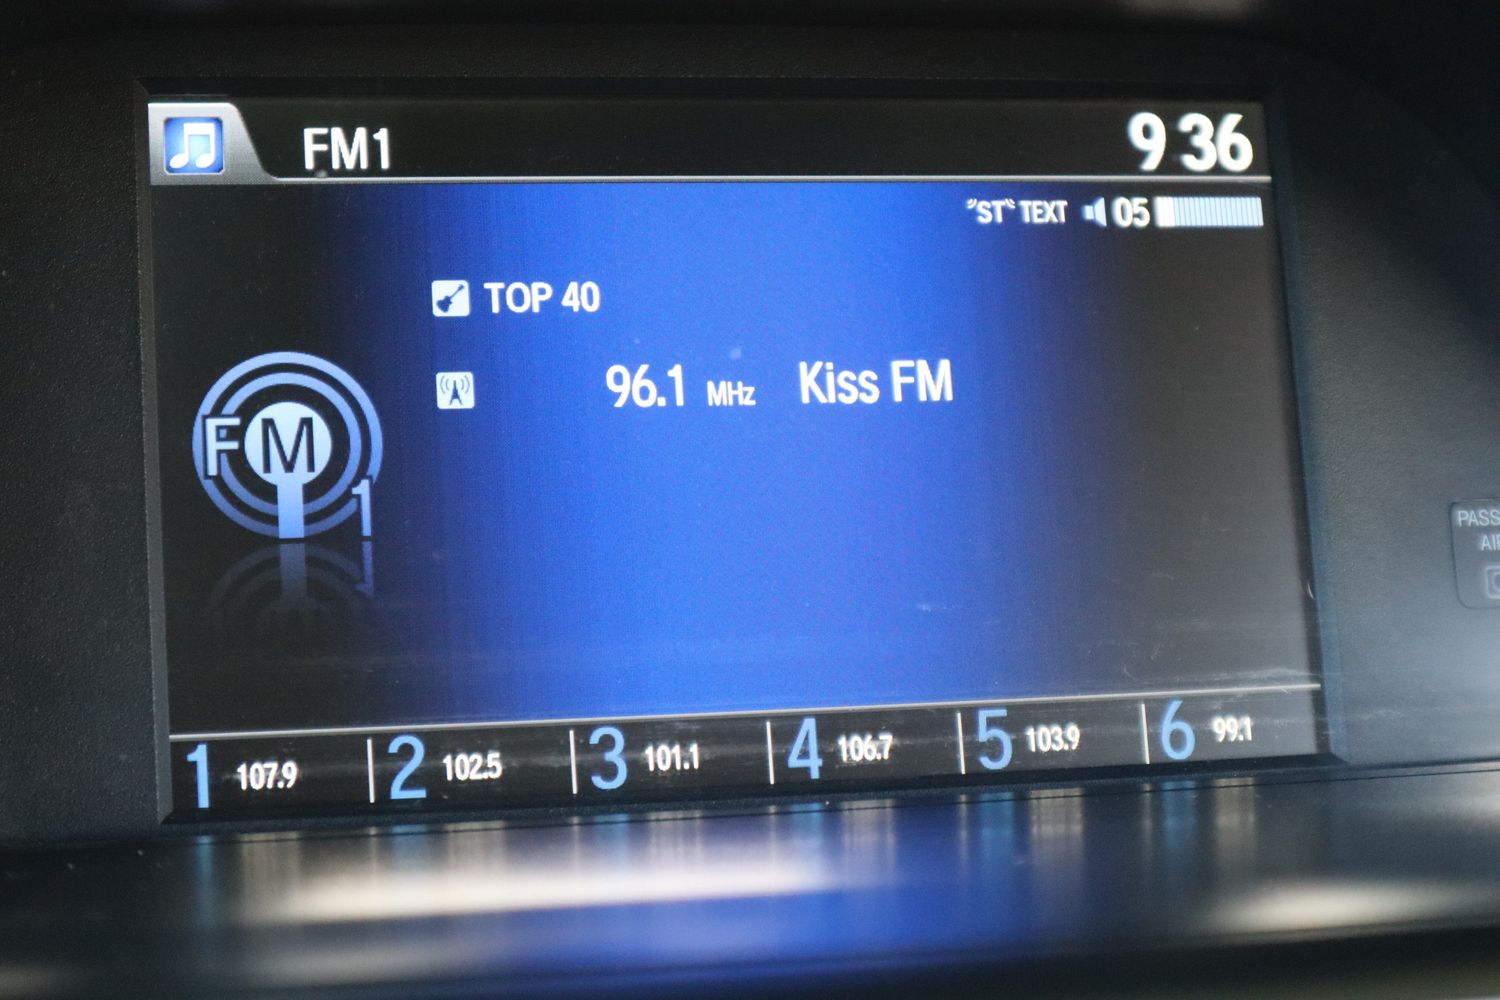 FM1
9 36
"ST" TEXT 05
TOP 40
96.1 MHz Kiss FM
FM
1
PASS
1 107.9 2 102.5 3 101.1 4 106.7 5 103.9 6 99.1